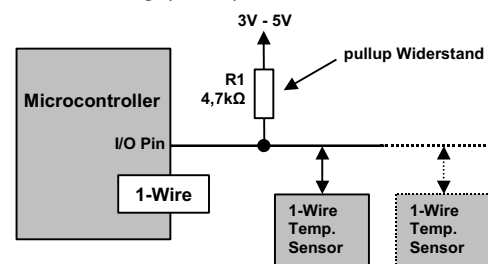 3V - 5V
pullup Widerstand
R1
4,7kΩ
Microcontroller
I/O Pin
1-Wire
1-Wire
Temp.
Sensor
1-Wire
Temp.
Sensor